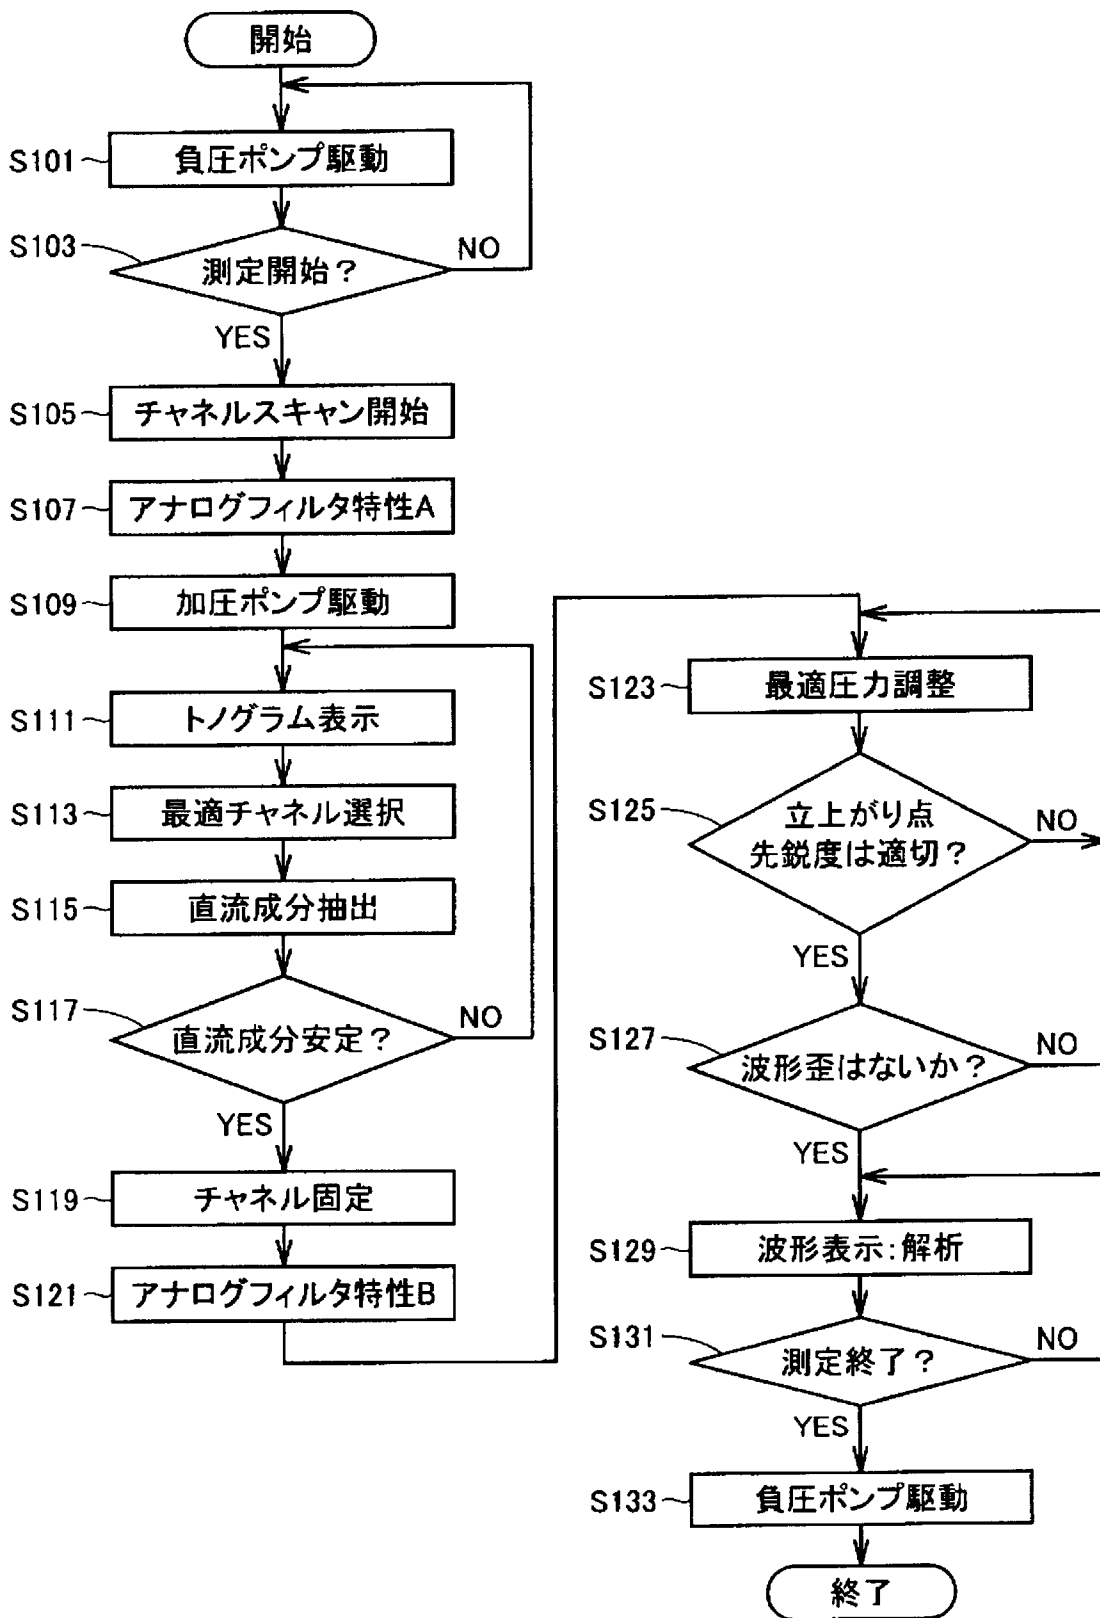 開始
S101
負圧ポンプ駆動
S103
測定開始？
NO
YES
S105
チャネルスキャン開始
S107
アナログフィルタ特性A
S109
加圧ポンプ駆動
S111
トノグラム表示
S113
最適チャネル選択
S115
直流成分抽出
S117
直流成分安定？
NO
YES
S119
チャネル固定
S121
アナログフィルタ特性B
S123
最適圧力調整
S125
立上がり点
先鋭度は適切？
NO
YES
S127
波形歪はないか？
NO
YES
S129
波形表示:解析
S131
測定終了？
NO
YES
S133
負圧ポンプ駆動
終了